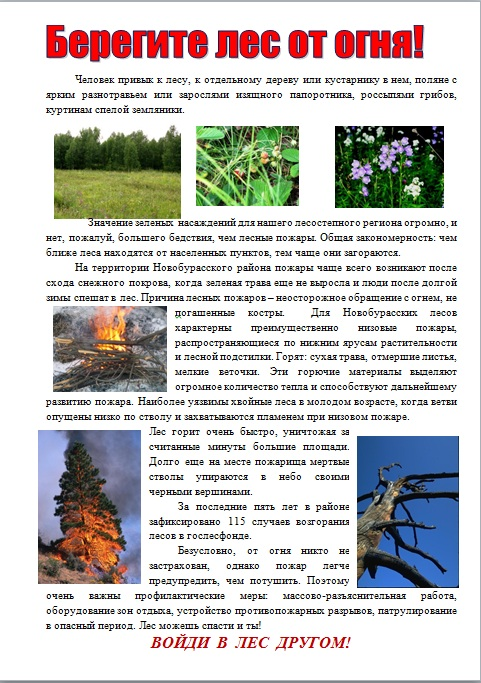 Берегите лес от огня!
Человек привык к лесу, к отдельному дереву или кустарнику в нем, поляне с
ярким разнотравьем или зарослями изящного папоротника, россыпями грибов,
куртинам спелой земляники.
Значение зеленых насаждений для нашего лесостепного региона огромно, и
нет, пожалуй, большего бедствия, чем лесные пожары. Общая закономерность: чем
ближе леса находятся от населенных пунктов, тем чаще они загораются.
На территории Новобурасского района пожары чаще всего возникают после
схода снежного покрова, когда зеленая трава еще не выросла и люди после долгой
зимы спешат в лес. Причина лесных пожаров – неосторожное обращение с огнем, не
погашенные костры. Для Новобурасских лесов
характерны преимущественно низовые пожары,
распространяющиеся по нижним ярусам растительности
и лесной подстилки. Горят: сухая трава, отмершие листья,
мелкие веточки. Эти горючие материалы выделяют
огромное количество тепла и способствуют дальнейшему
развитию пожара. Наиболее уязвимы хвойные леса в молодом возрасте, когда ветви
опущены низко по стволу и захватываются пламенем при низовом пожаре.
Лес горит очень быстро, уничтожая за
считанные минуты большие площади.
Долго еще на месте пожарища мертвые
стволы упираются в небо своими
черными вершинами.
За последние пять лет в районе
зафиксировано 115 случаев возгорания
лесов в гослесфонде.
Безусловно, от огня никто не
застрахован, однако пожар легче
предупредить, чем потушить. Поэтому
очень важны профилактические меры: массово-разъяснительная работа,
оборудование зон отдыха, устройство противопожарных разрывов, патрулирование
в опасный период. Лес можешь спасти и ты!
ВОЙДИ В ЛЕС ДРУГОМ!